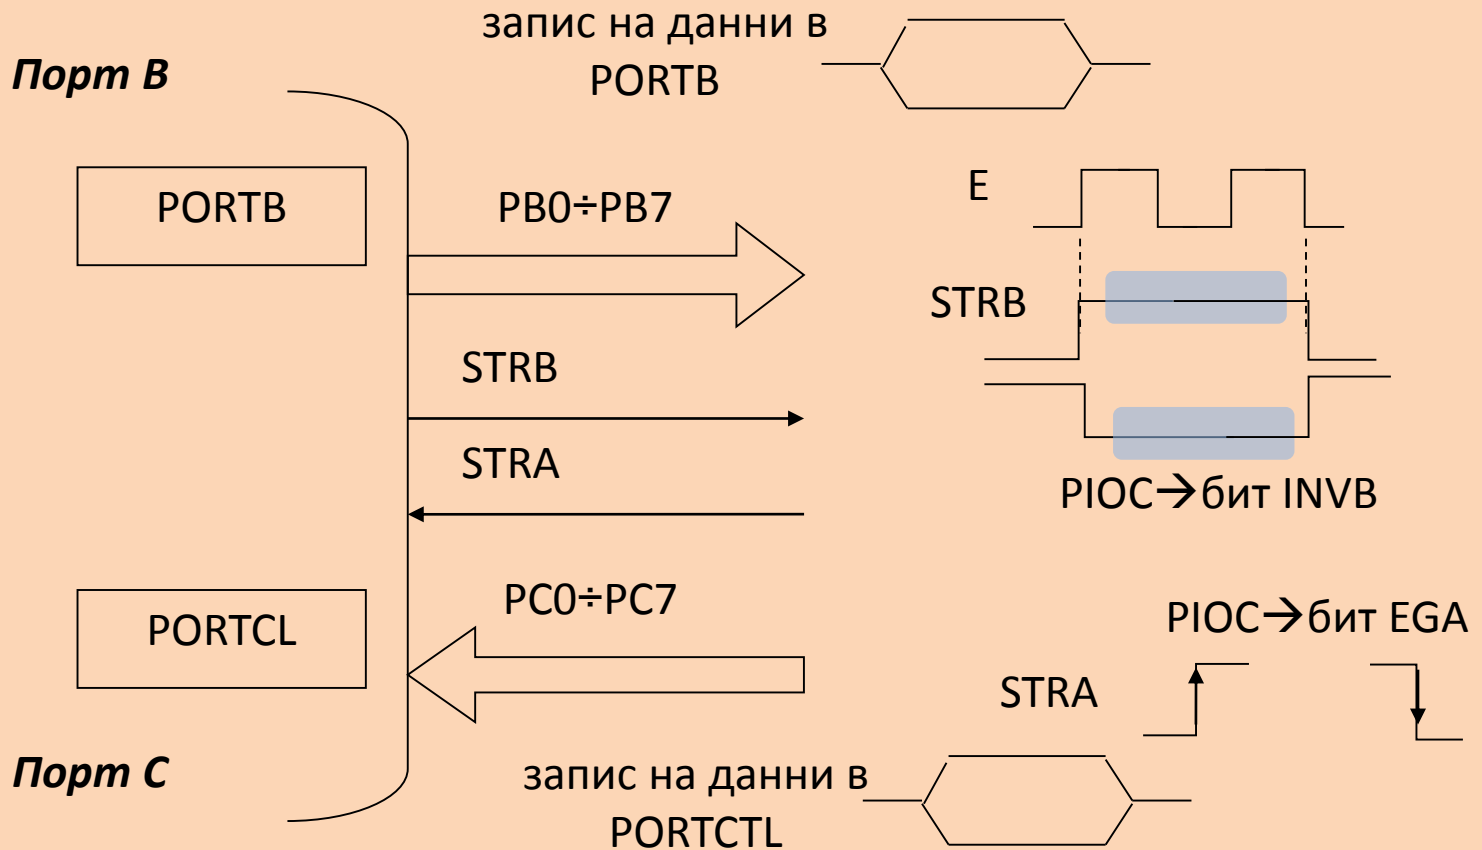 запис на данни в
PORTB
Порт B
PORTB
PB0÷PB7
E
STRB
STRB
STRA
PIOC→бит INVB
PORTCL
PC0÷PC7
PIOC→бит EGA
STRA
Порт C
запис на данни в
PORTCTL